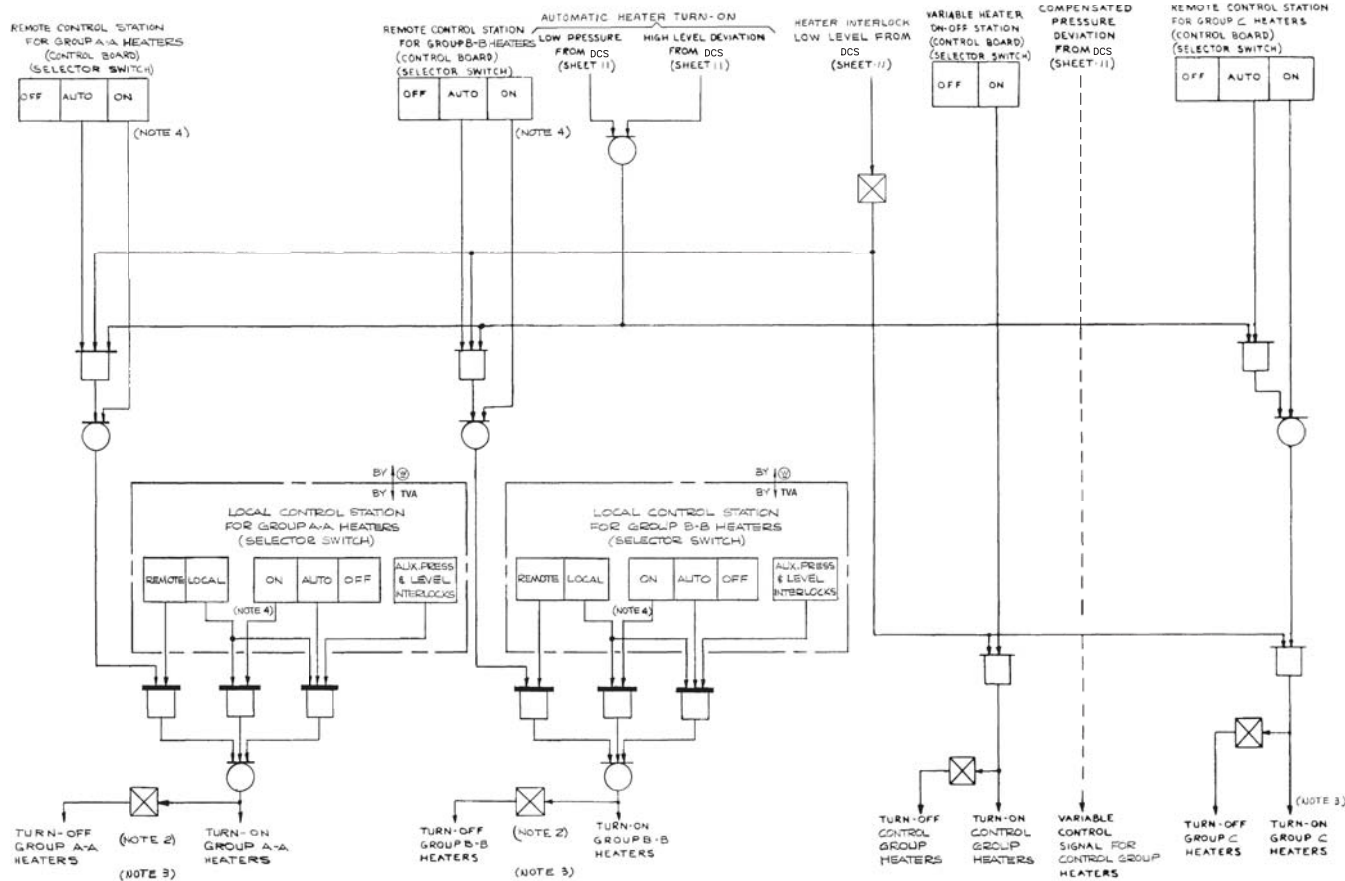 REMOTE CONTROL STATION
FOR GROUP A-A HEATERS
(CONTROL BOARD)
(SELECTOR SWITCH)
OFF AUTO ON
(NOTE 4)
REMOTE CONTROL STATION
FOR GROUP B-B HEATERS
(CONTROL BOARD)
(SELECTOR SWITCH)
OFF AUTO ON
(NOTE 4)
AUTOMATIC HEATER TURN-ON
LOW PRESSURE
FROM DCS
(SHEET 11)
HIGH LEVEL DEVIATION
FROM DCS
(SHEET 11)
HEATER INTERLOCK
LOW LEVEL FROM
DCS
(SHEET 11)
VARIABLE HEATER
ON-OFF STATION
(CONTROL BOARD)
(SELECTOR SWITCH)
OFF ON
COMPENSATED
PRESSURE
DEVIATION
FROM DCS
(SHEET 11)
REMOTE CONTROL STATION
FOR GROUP C HEATERS
(CONTROL BOARD)
(SELECTOR SWITCH)
OFF AUTO ON
BY W
BY TVA
LOCAL CONTROL STATION
FOR GROUP A-A HEATERS
(SELECTOR SWITCH)
REMOTE LOCAL
ON AUTO OFF
AUX. PRESS
& LEVEL
INTERLOCKS
(NOTE 4)
BY W
BY TVA
LOCAL CONTROL STATION
FOR GROUP B-B HEATERS
(SELECTOR SWITCH)
REMOTE LOCAL
ON AUTO OFF
AUX. PRESS
& LEVEL
INTERLOCKS
(NOTE 4)
TURN-OFF
GROUP A-A
HEATERS
(NOTE 2)
TURN-ON
GROUP A-A
HEATERS
(NOTE 3)
TURN-OFF
GROUP B-B
HEATERS
(NOTE 2)
TURN-ON
GROUP B-B
HEATERS
(NOTE 3)
TURN-OFF
CONTROL
GROUP
HEATERS
TURN-ON
CONTROL
GROUP
HEATERS
VARIABLE
CONTROL
SIGNAL FOR
CONTROL GROUP
HEATERS
TURN-OFF
GROUP C
HEATERS
(NOTE 3)
TURN-ON
GROUP C
HEATERS